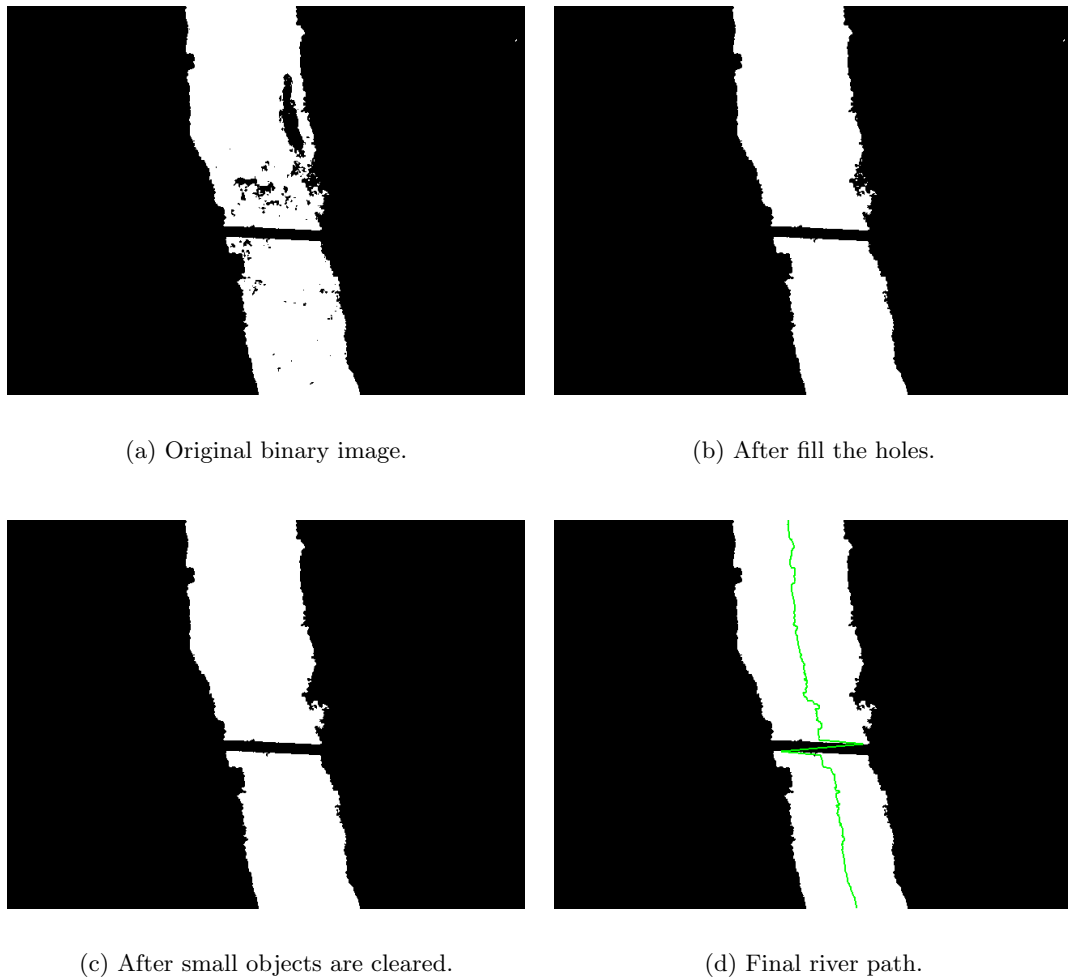 (a) Original binary image.
(b) After fill the holes.
(c) After small objects are cleared.
(d) Final river path.